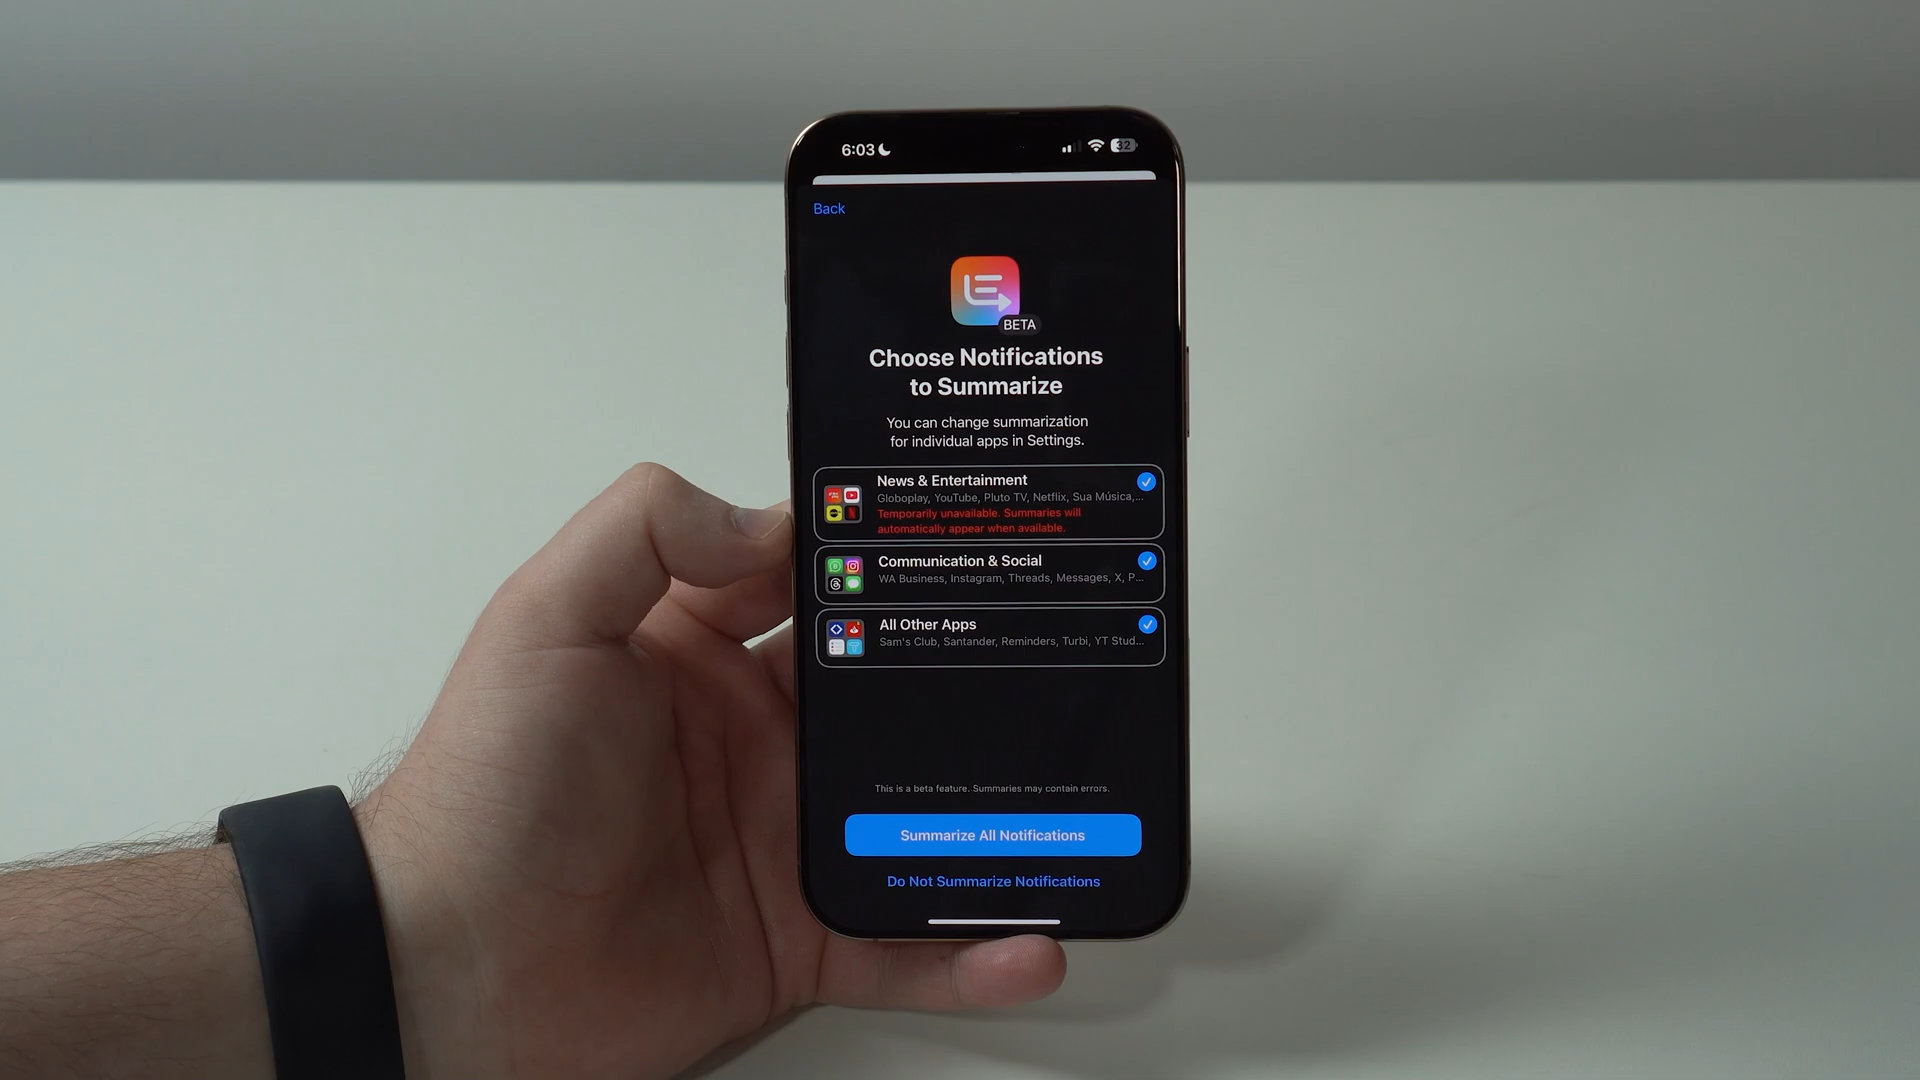 6:03
32
Back
BETA
Choose Notifications
to Summarize
You can change summarization
for individual apps in Settings.
News & Entertainment
Globoplay, YouTube, Pluto TV, Netflix, Sua Música,...
Temporarily unavailable. Summaries will
automatically appear when available.
Communication & Social
WA Business, Instagram, Threads, Messages, X, P...
All Other Apps
Sam's Club, Santander, Reminders, Turbi, YT Stud...
This is a beta feature. Summaries may contain errors.
Summarize All Notifications
Do Not Summarize Notifications